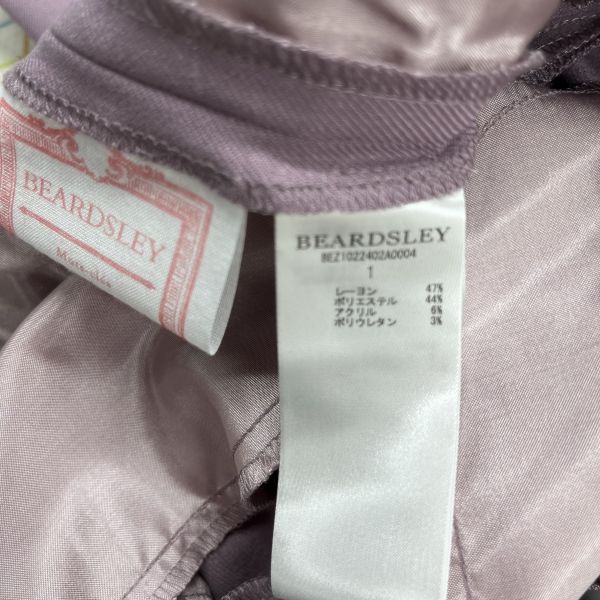 BEARDSLEY
BEARDSLEY
BEZ1022402A0004
1
レーヨン 47%
ポリエステル 44%
アクリル 6%
ポリウレタン 3%